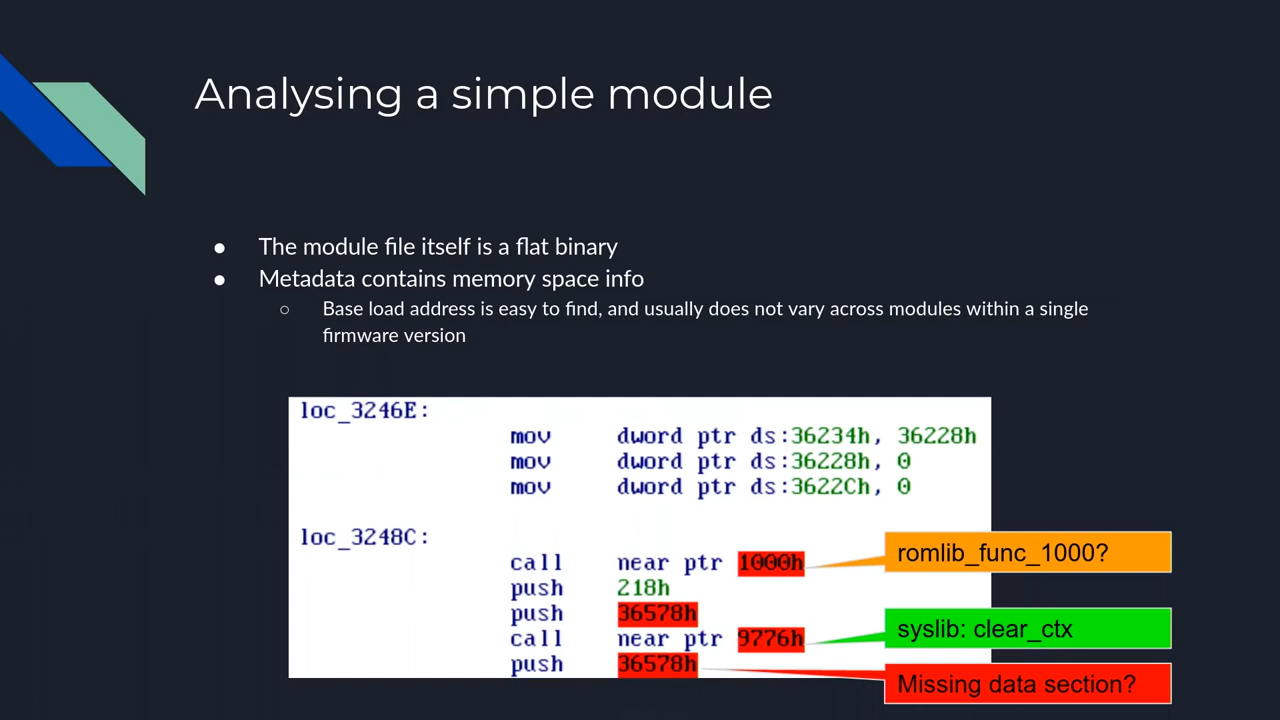 Analysing a simple module
● The module file itself is a flat binary
● Metadata contains memory space info
○ Base load address is easy to find, and usually does not vary across modules within a single
firmware version
loc_3246E:
mov dword ptr ds:36234h, 36228h
mov dword ptr ds:36228h, 0
mov dword ptr ds:3622Ch, 0
loc_3248C:
call near ptr 1000h
romlib_func_1000?
push 218h
push 36578h
call near ptr 9776h
syslib: clear_ctx
push 36578h
Missing data section?